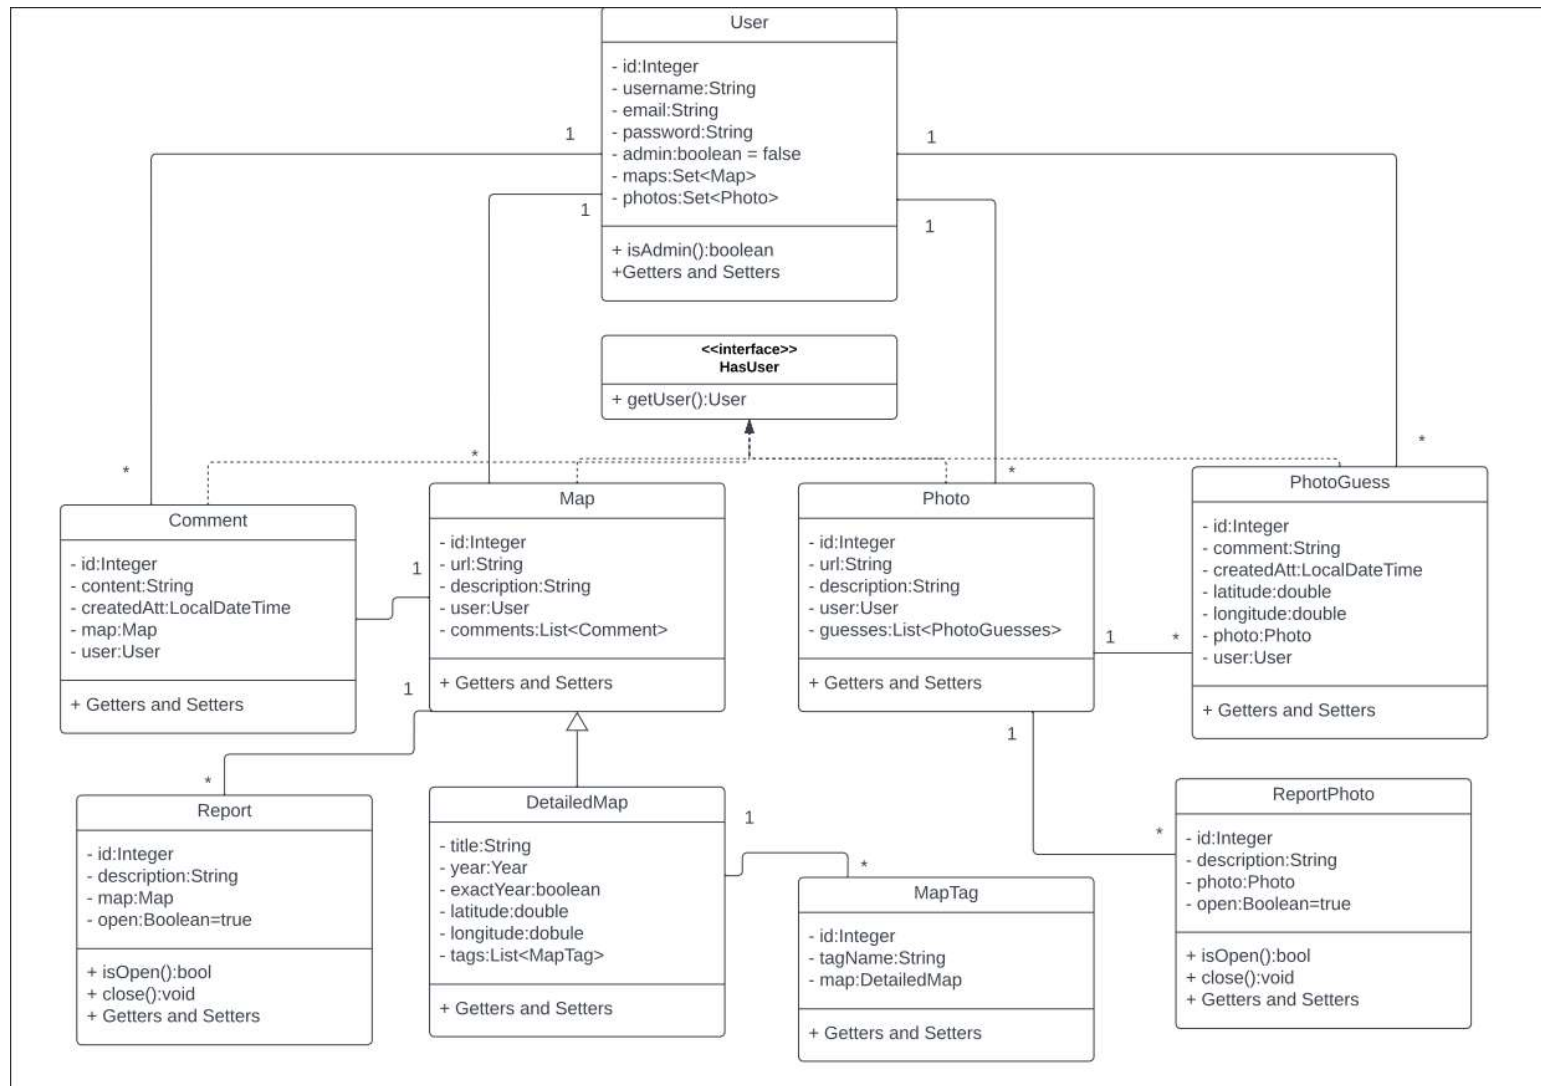 User
- id:Integer
- username:String
- email:String
- password:String
- admin:boolean = false
- maps:Set<Map>
- photos:Set<Photo>
+ isAdmin():boolean
+Getters and Setters
1
1
1
1
<<interface>>
HasUser
+ getUser():User
*
*
*
*
Comment
- id:Integer
- content:String
- createdAtt:LocalDateTime
- map:Map
- user:User
+ Getters and Setters
1
Map
- id:Integer
- url:String
- description:String
- user:User
- comments:List<Comment>
+ Getters and Setters
Photo
- id:Integer
- url:String
- description:String
- user:User
- guesses:List<PhotoGuesses>
+ Getters and Setters
1
*
PhotoGuess
- id:Integer
- comment:String
- createdAtt:LocalDateTime
- latitude:double
- longitude:double
- photo:Photo
- user:User
+ Getters and Setters
1
*
Report
- id:Integer
- description:String
- map:Map
- open:Boolean=true
+ isOpen():bool
+ close():void
+ Getters and Setters
DetailedMap
- title:String
- year:Year
- exactYear:boolean
- latitude:double
- longitude:dobule
- tags:List<MapTag>
+ Getters and Setters
1
*
MapTag
- id:Integer
- tagName:String
- map:DetailedMap
+ Getters and Setters
1
*
ReportPhoto
- id:Integer
- description:String
- photo:Photo
- open:Boolean=true
+ isOpen():bool
+ close():void
+ Getters and Setters